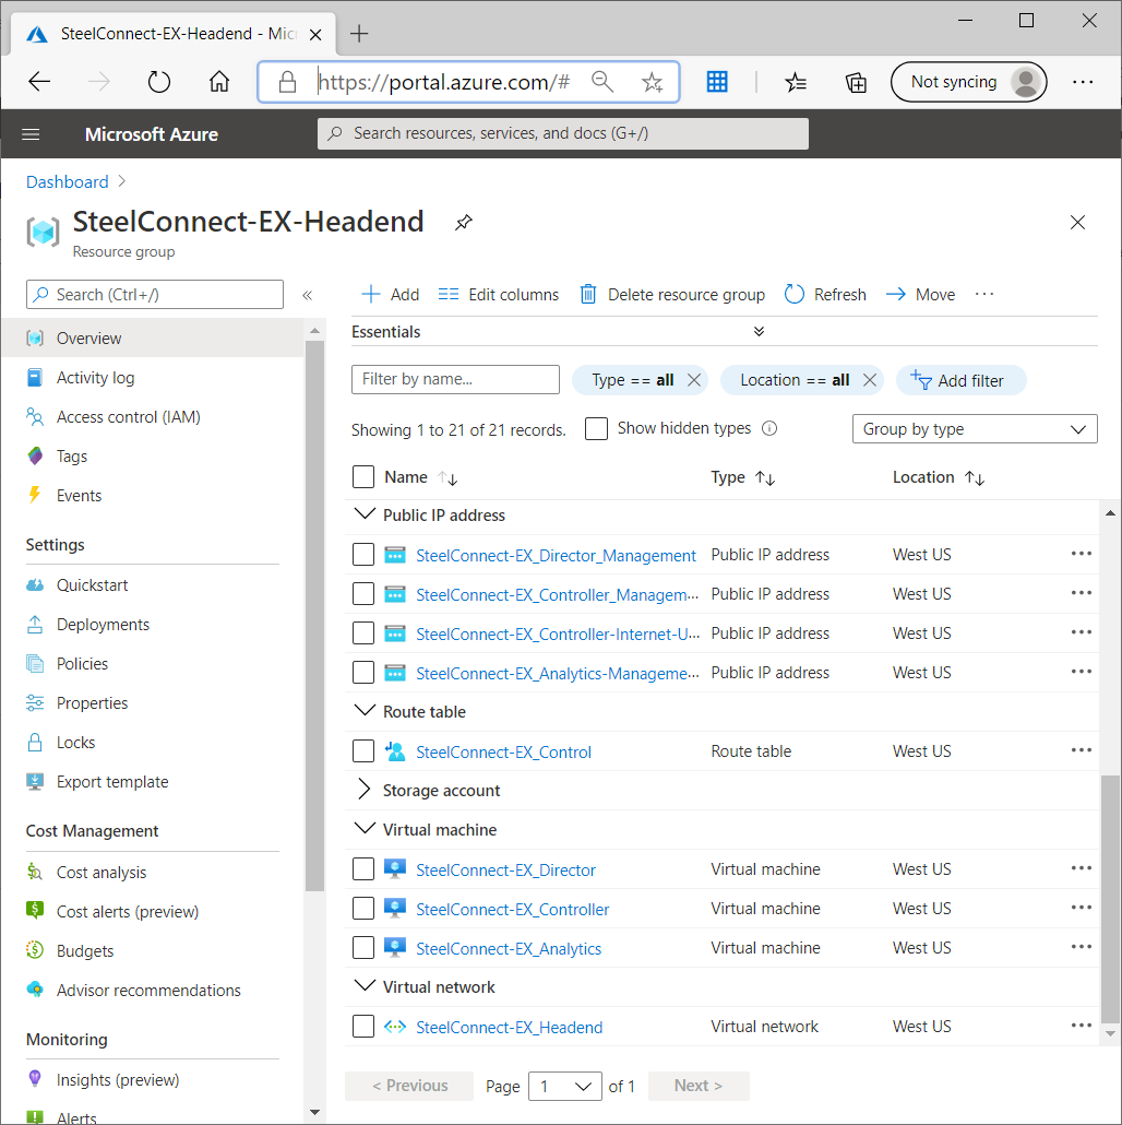 SteelConnect-EX-Headend - Mic
https://portal.azure.com/#
Not syncing
Microsoft Azure
Search resources, services, and docs (G+/)
Dashboard
SteelConnect-EX-Headend
Resource group
Search (Ctrl+/)
«
Add
Edit columns
Delete resource group
Refresh
Move
...
Overview
Activity log
Access control (IAM)
Tags
Events
Settings
Quickstart
Deployments
Policies
Properties
Locks
Export template
Cost Management
Cost analysis
Cost alerts (preview)
Budgets
Advisor recommendations
Monitoring
Insights (preview)
Alerts
Essentials
Filter by name...
Type == all
Location == all
Add filter
Showing 1 to 21 of 21 records.
Show hidden types
Group by type
Name ↑↓ Type ↑↓ Location ↑↓
Public IP address
SteelConnect-EX_Director_Management Public IP address West US ...
SteelConnect-EX_Controller_Managem... Public IP address West US ...
SteelConnect-EX_Controller-Internet-U... Public IP address West US ...
SteelConnect-EX_Analytics-Manageme... Public IP address West US ...
Route table
SteelConnect-EX_Control Route table West US ...
Storage account
Virtual machine
SteelConnect-EX_Director Virtual machine West US ...
SteelConnect-EX_Controller Virtual machine West US ...
SteelConnect-EX_Analytics Virtual machine West US ...
Virtual network
SteelConnect-EX_Headend Virtual network West US ...
< Previous Page 1 of 1 Next >